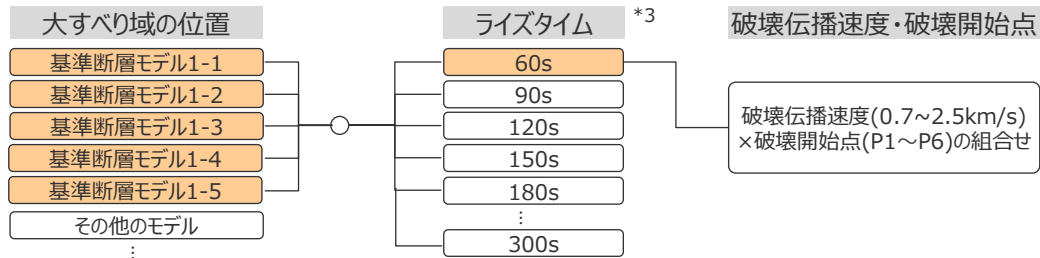 大すべり域の位置
基準断層モデル1-1
基準断層モデル1-2
基準断層モデル1-3
基準断層モデル1-4
基準断層モデル1-5
その他のモデル
⋮
ライズタイム
*3
60s
90s
120s
150s
180s
⋮
300s
破壊伝播速度・破壊開始点
破壊伝播速度(0.7~2.5km/s)
×破壊開始点(P1～P6)の組合せ